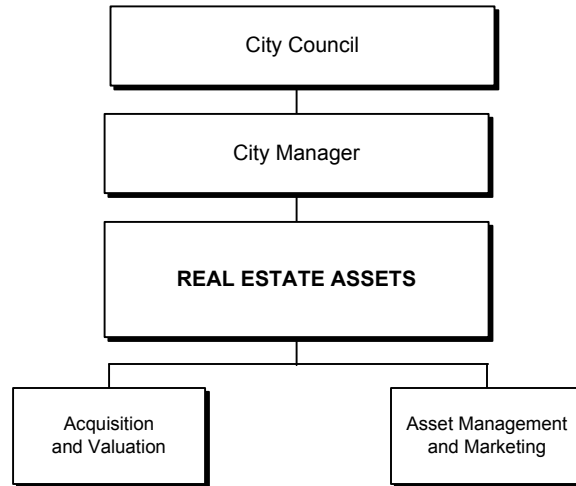 City Council
City Manager
REAL ESTATE ASSETS
Acquisition
and Valuation
Asset Management
and Marketing